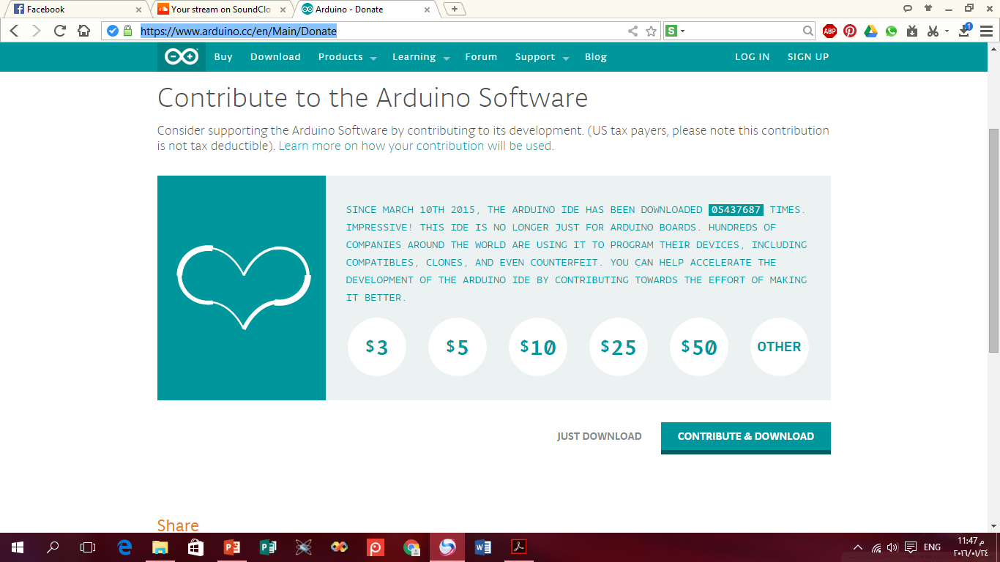 Facebook
Your stream on SoundClo
Arduino - Donate
https://www.arduino.cc/en/Main/Donate
S
ABP
1
Buy Download Products Learning Forum Support Blog LOG IN SIGN UP
Contribute to the Arduino Software
Consider supporting the Arduino Software by contributing to its development. (US tax payers, please note this contribution
is not tax deductible). Learn more on how your contribution will be used.
SINCE MARCH 10TH 2015, THE ARDUINO IDE HAS BEEN DOWNLOADED 05437687 TIMES.
IMPRESSIVE! THIS IDE IS NO LONGER JUST FOR ARDUINO BOARDS. HUNDREDS OF
COMPANIES AROUND THE WORLD ARE USING IT TO PROGRAM THEIR DEVICES, INCLUDING
COMPATIBLES, CLONES, AND EVEN COUNTERFEIT. YOU CAN HELP ACCELERATE THE
DEVELOPMENT OF THE ARDUINO IDE BY CONTRIBUTING TOWARDS THE EFFORT OF MAKING
IT BETTER.
$3 $5 $10 $25 $50 OTHER
JUST DOWNLOAD CONTRIBUTE & DOWNLOAD
Share
ENG
11:47 م
٢٠١٦/٠١/٢٤